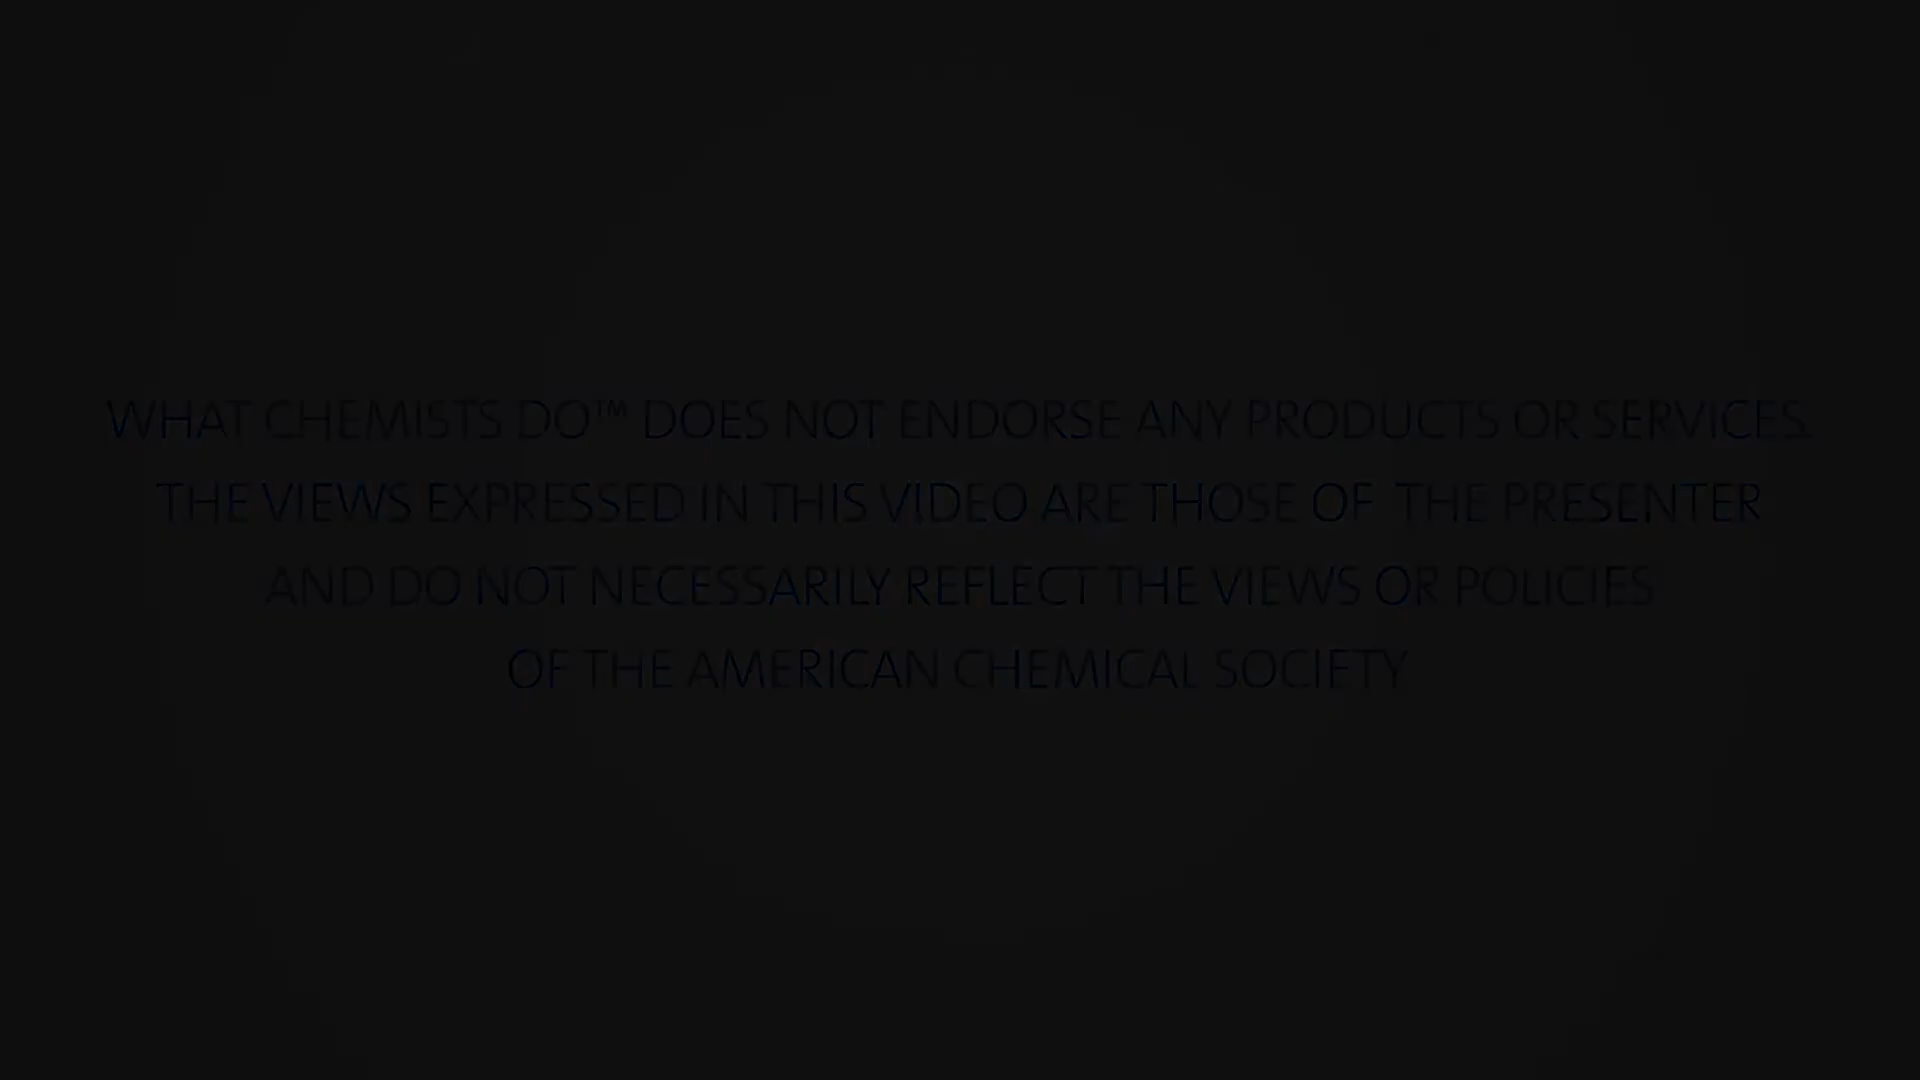 WHAT CHEMISTS DO™ DOES NOT ENDORSE ANY PRODUCTS OR SERVICES.
THE VIEWS EXPRESSED IN THIS VIDEO ARE THOSE OF THE PRESENTER
AND DO NOT NECESSARILY REFLECT THE VIEWS OR POLICIES
OF THE AMERICAN CHEMICAL SOCIETY